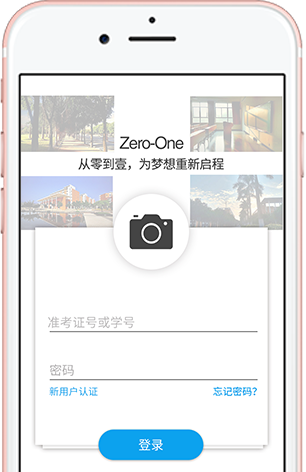 Zero-One
从零到壹，为梦想重新启程
准考证号或学号
密码
新用户认证 忘记密码？
登录